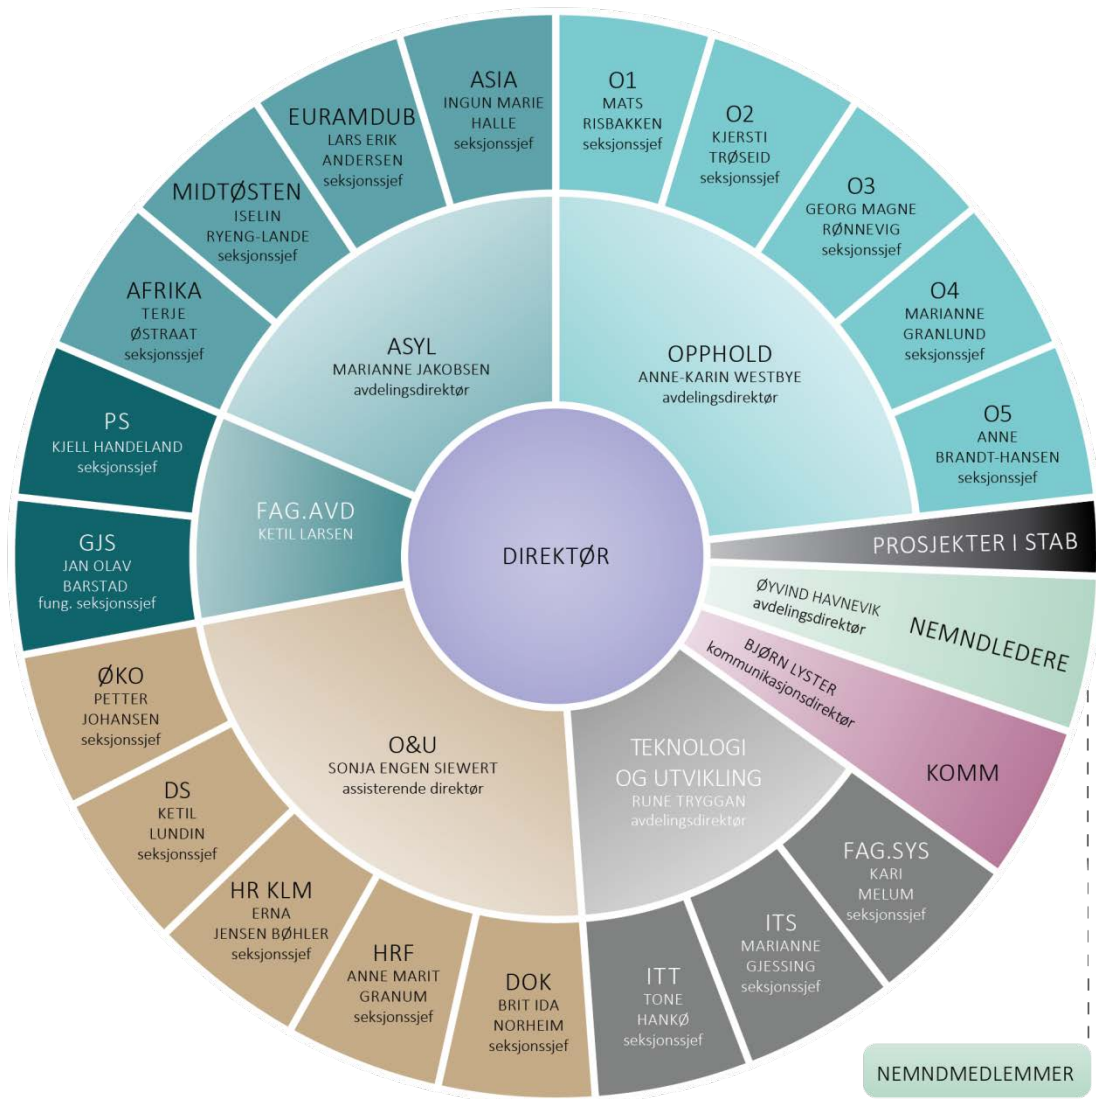 ASIA
INGUN MARIE
HALLE
seksjonssjef
O1
MATS
RISBAKKEN
seksjonssjef
EURAMDUB
LARS ERIK
ANDERSEN
seksjonssjef
O2
KJERSTI
TRØSEID
seksjonssjef
MIDTØSTEN
ISELIN
RYENG-LANDE
seksjonssjef
O3
GEORG MAGNE
RØNNEVIG
seksjonssjef
AFRIKA
TERJE
ØSTRAAT
seksjonssjef
O4
MARIANNE
GRANLUND
seksjonssjef
ASYL
MARIANNE JAKOBSEN
avdelingsdirektør
OPPHOLD
ANNE-KARIN WESTBYE
avdelingsdirektør
PS
KJELL HANDELAND
seksjonssjef
O5
ANNE
BRANDT-HANSEN
seksjonssjef
FAG.AVD
KETIL LARSEN
GJS
JAN OLAV
BARSTAD
fung. seksjonssjef
DIREKTØR
PROSJEKTER I STAB
ØYVIND HAVNEVIK
avdelingsdirektør
NEMNDLEDERE
BJØRN LYSTER
kommunikasjonsdirektør
KOMM
ØKO
PETTER
JOHANSEN
seksjonssjef
O&U
SONJA ENGEN SIEWERT
assisterende direktør
TEKNOLOGI
OG UTVIKLING
RUNE TRYGGAN
avdelingsdirektør
DS
KETIL
LUNDIN
seksjonssjef
FAG.SYS
KARI
MELUM
seksjonssjef
HR KLM
ERNA
JENSEN BØHLER
seksjonssjef
ITS
MARIANNE
GJESSING
seksjonssjef
HRF
ANNE MARIT
GRANUM
seksjonssjef
DOK
BRIT IDA
NORHEIM
seksjonssjef
ITT
TONE
HANKØ
seksjonssjef
NEMNDMEDLEMMER